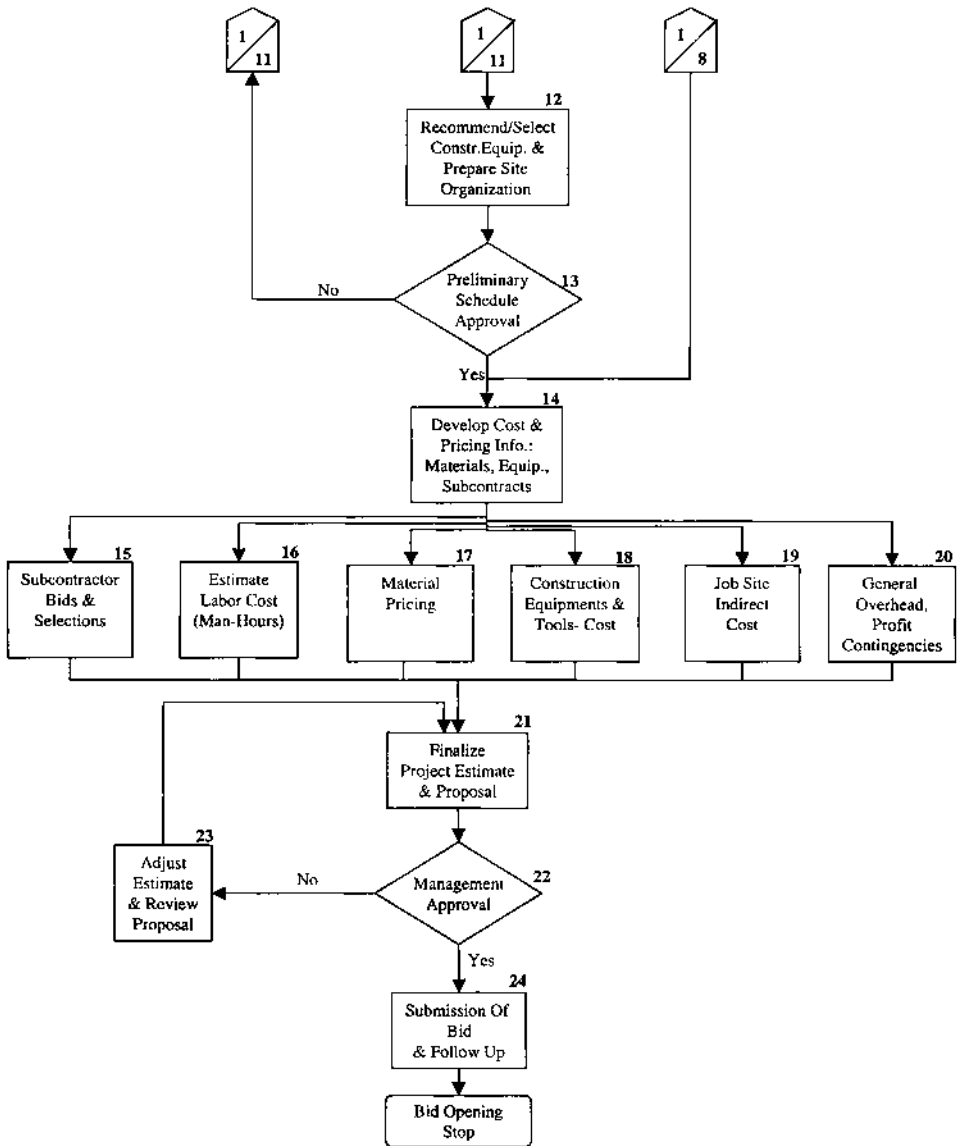 1
11
1
11
1
8
12
Recommend/Select
Constr.Equip. &
Prepare Site
Organization
13
Preliminary
Schedule
Approval
No
Yes
14
Develop Cost &
Pricing Info.:
Materials, Equip.,
Subcontracts
15
Subcontractor
Bids &
Selections
16
Estimate
Labor Cost
(Man-Hours)
17
Material
Pricing
18
Construction
Equipments &
Tools- Cost
19
Job Site
Indirect
Cost
20
General
Overhead,
Profit
Contingencies
21
Finalize
Project Estimate
& Proposal
23
Adjust
Estimate
& Review
Proposal
No
22
Management
Approval
Yes
24
Submission Of
Bid
& Follow Up
Bid Opening
Stop